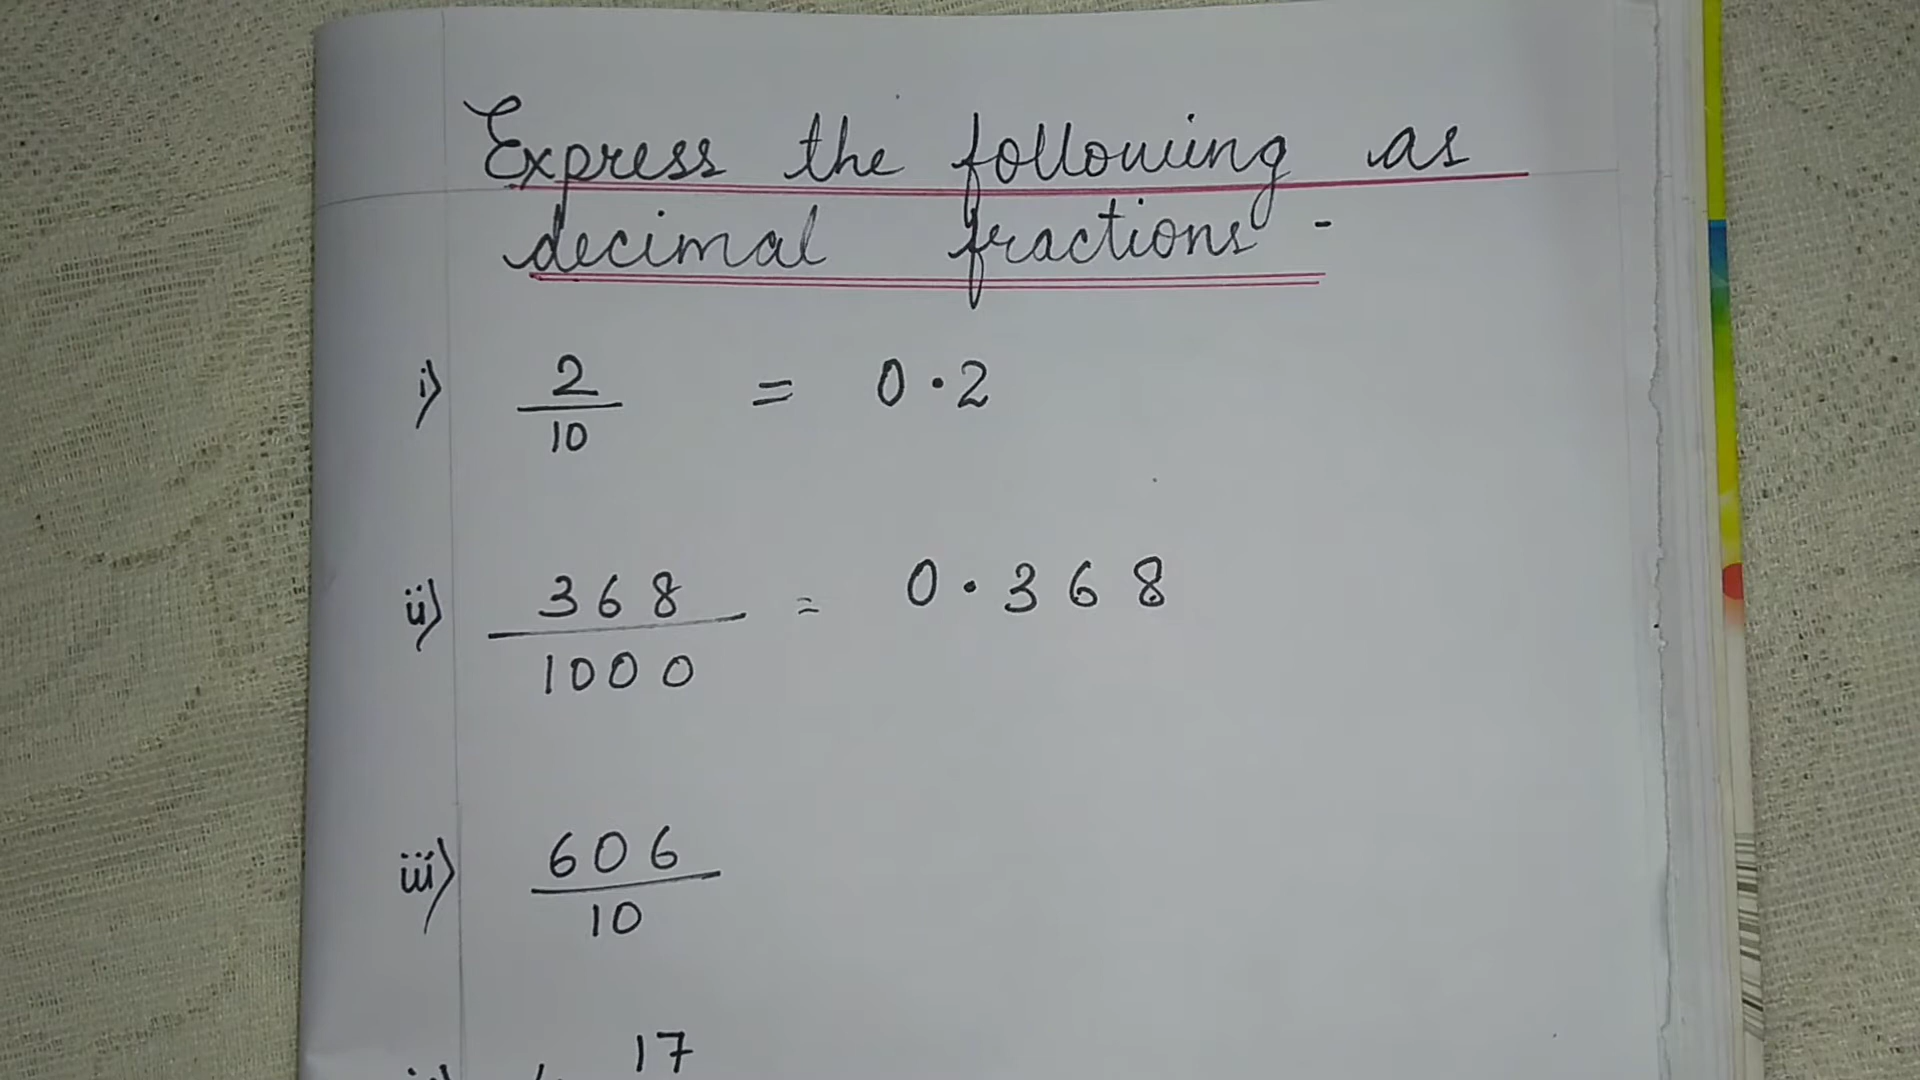 Express the following as
decimal fractions -
i) 2/10 = 0.2
ii) 368/1000 = 0.368
iii) 606/10
17